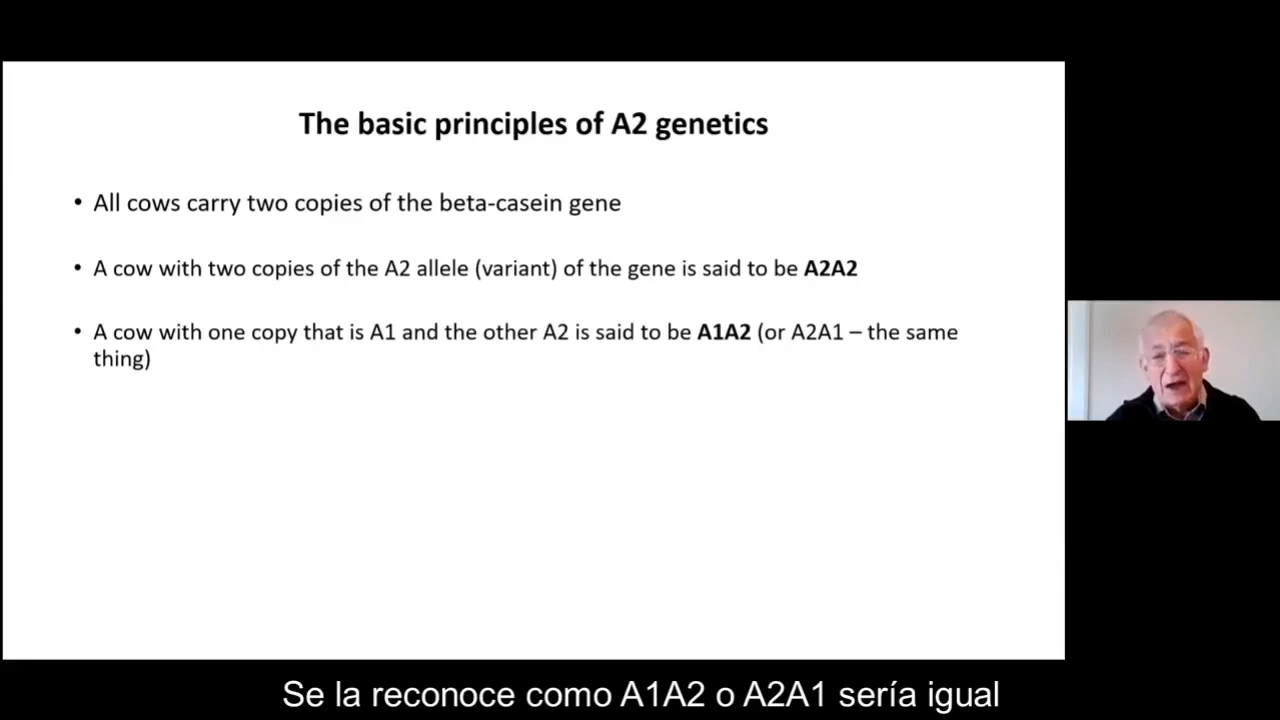 The basic principles of A2 genetics
• All cows carry two copies of the beta-casein gene
• A cow with two copies of the A2 allele (variant) of the gene is said to be A2A2
• A cow with one copy that is A1 and the other A2 is said to be A1A2 (or A2A1 – the same
thing)
Se la reconoce como A1A2 o A2A1 sería igual